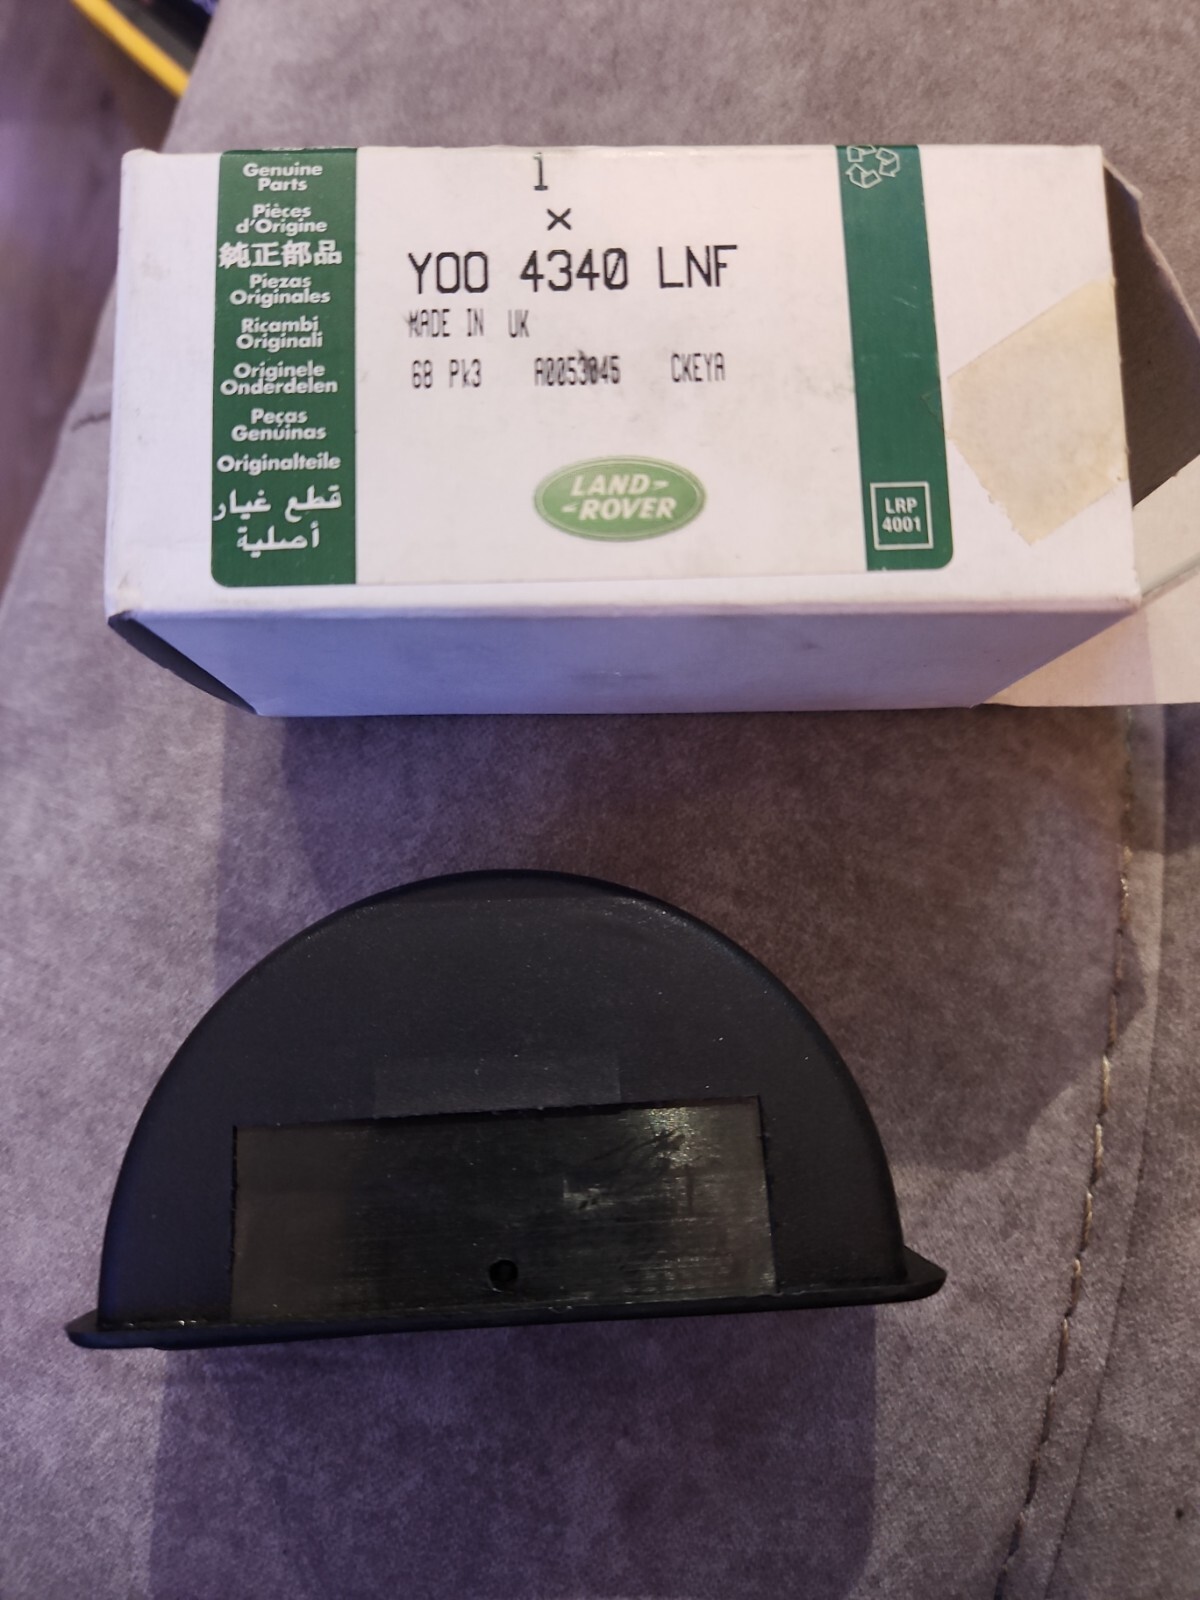 Genuine
Parts
Pièces
d'Origine
純正部品
Piezas
Originales
Ricambi
Originali
Originele
Onderdelen
Peças
Genúinas
Originalteile
قطع غيار
أصلية
1
×
YOO 4340 LNF
MADE IN UK
68 Pk3 A0053045 CKEYA
LAND-
-ROVER
LRP
4001